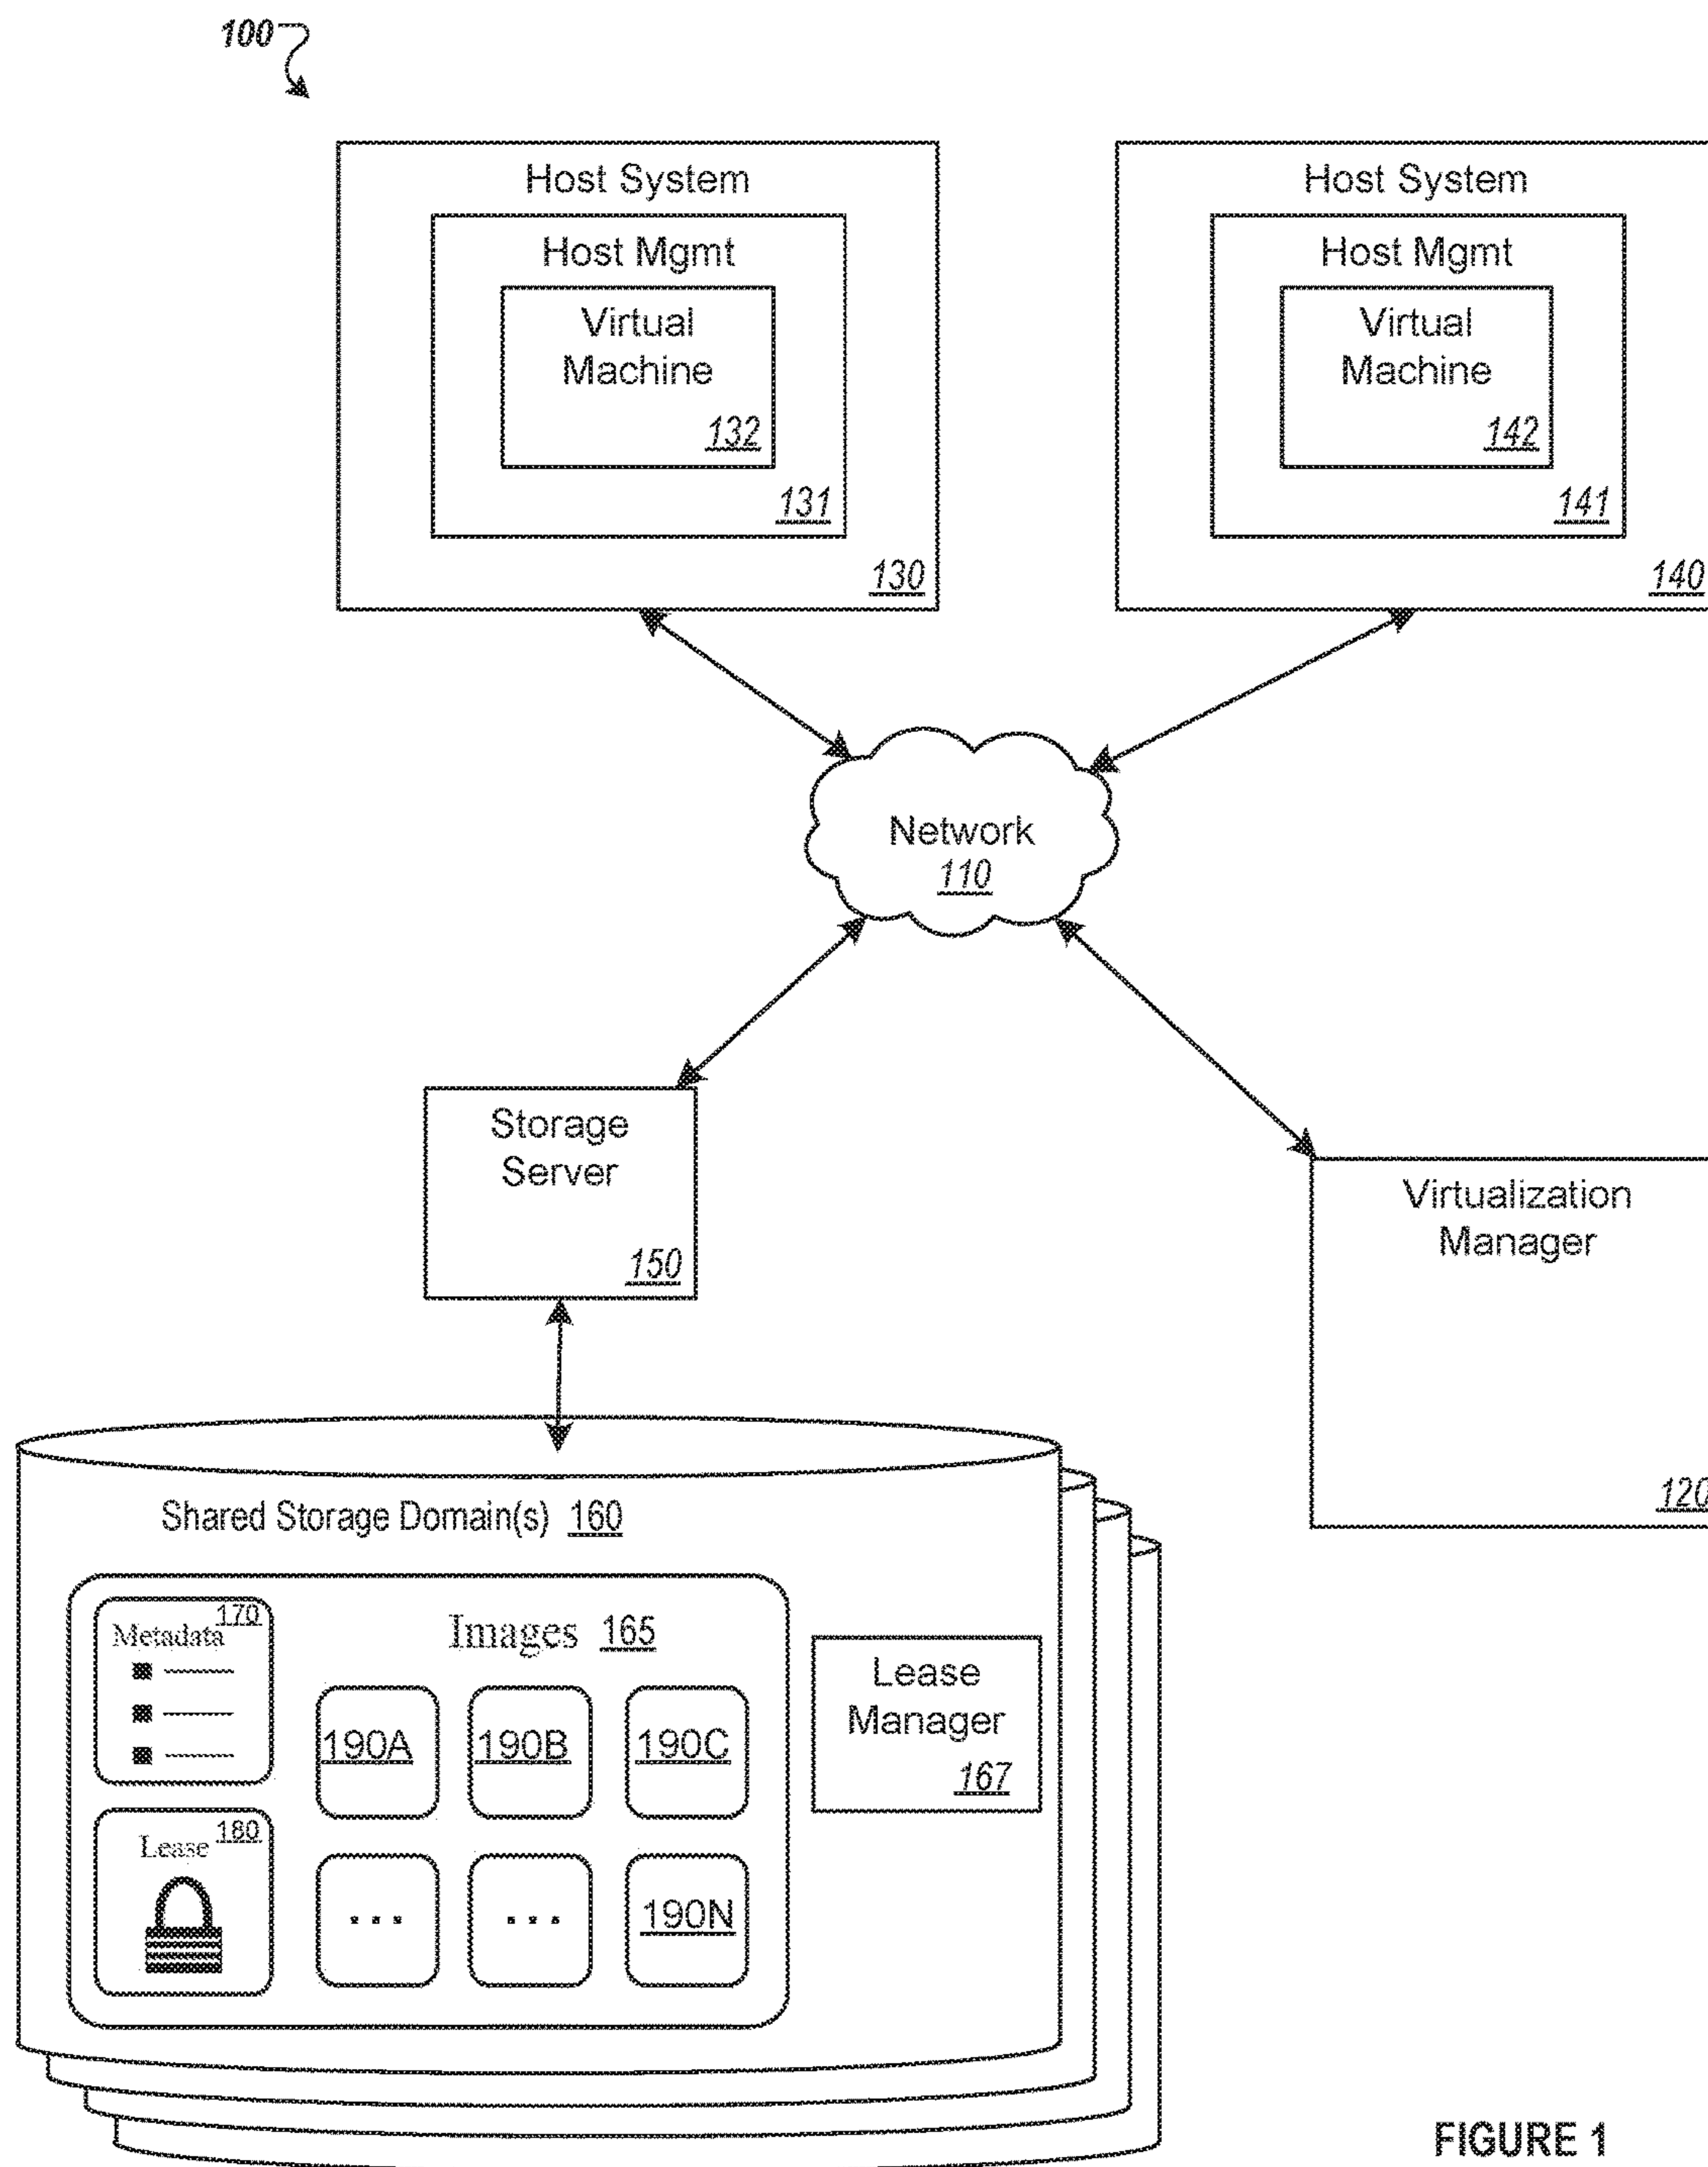 100
Host System
Host Mgmt
Virtual
Machine
132
131
130
Host System
Host Mgmt
Virtual
Machine
142
141
140
Network
110
Storage
Server
150
Virtualization
Manager
120
Shared Storage Domain(s) 160
170
Metadata
Images 165
190A
190B
190C
Lease
Manager
167
180
Lease
...
...
190N
FIGURE 1